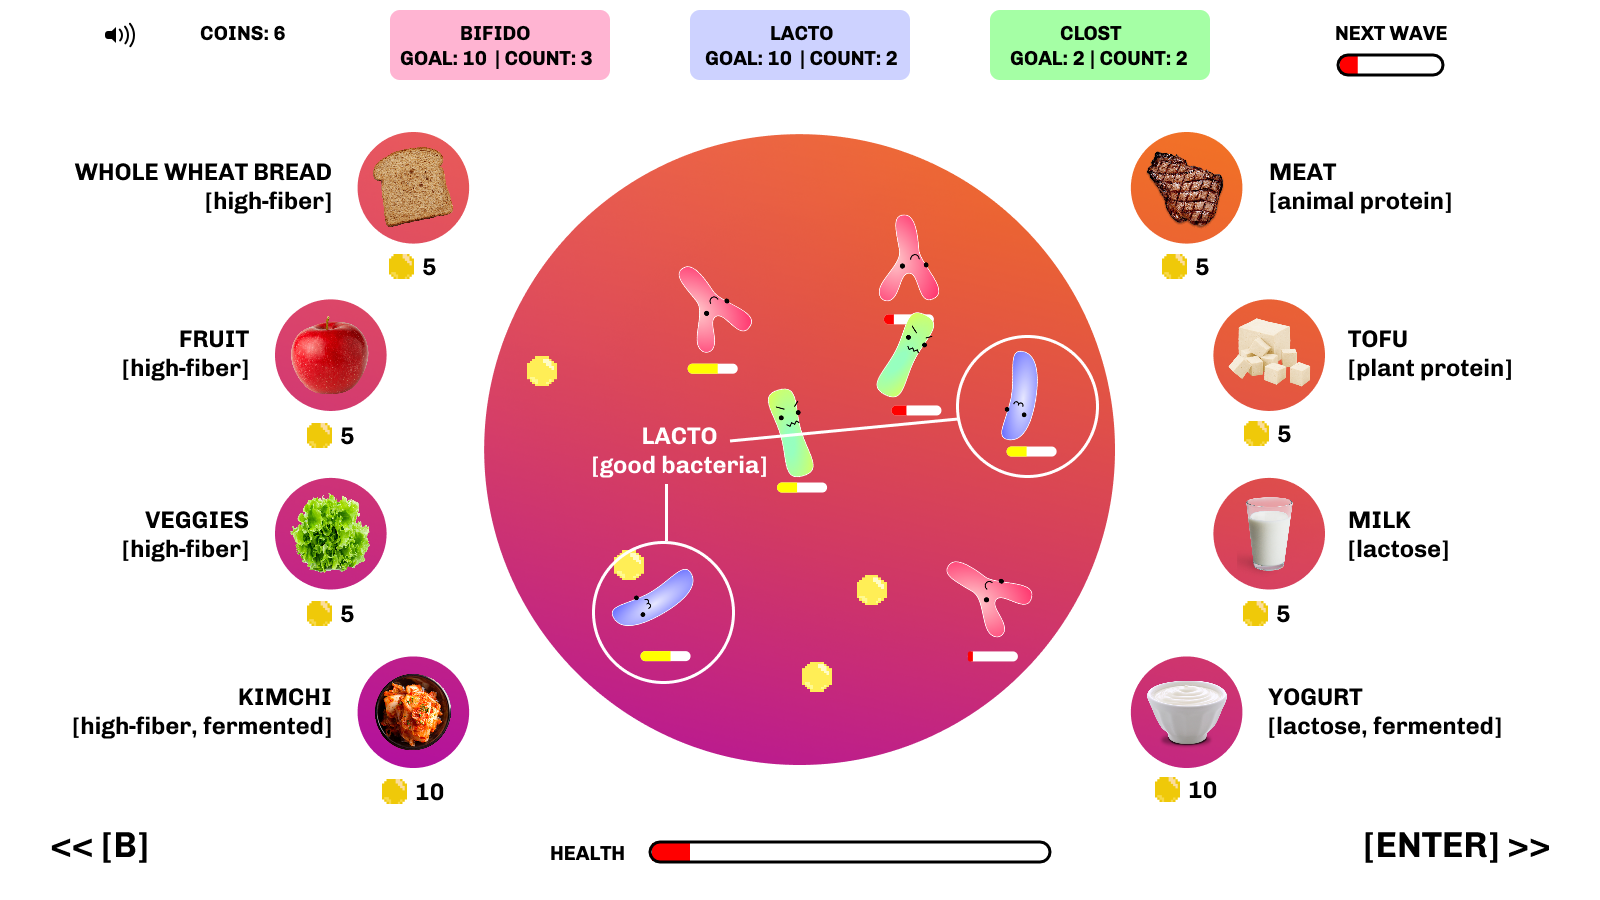 COINS: 6
BIFIDO
GOAL: 10 | COUNT: 3
LACTO
GOAL: 10 | COUNT: 2
CLOST
GOAL: 2 | COUNT: 2
NEXT WAVE
WHOLE WHEAT BREAD
[high-fiber]
5
FRUIT
[high-fiber]
5
VEGGIES
[high-fiber]
5
KIMCHI
[high-fiber, fermented]
10
LACTO
[good bacteria]
MEAT
[animal protein]
5
TOFU
[plant protein]
5
MILK
[lactose]
5
YOGURT
[lactose, fermented]
10
<< [B]
HEALTH
[ENTER] >>